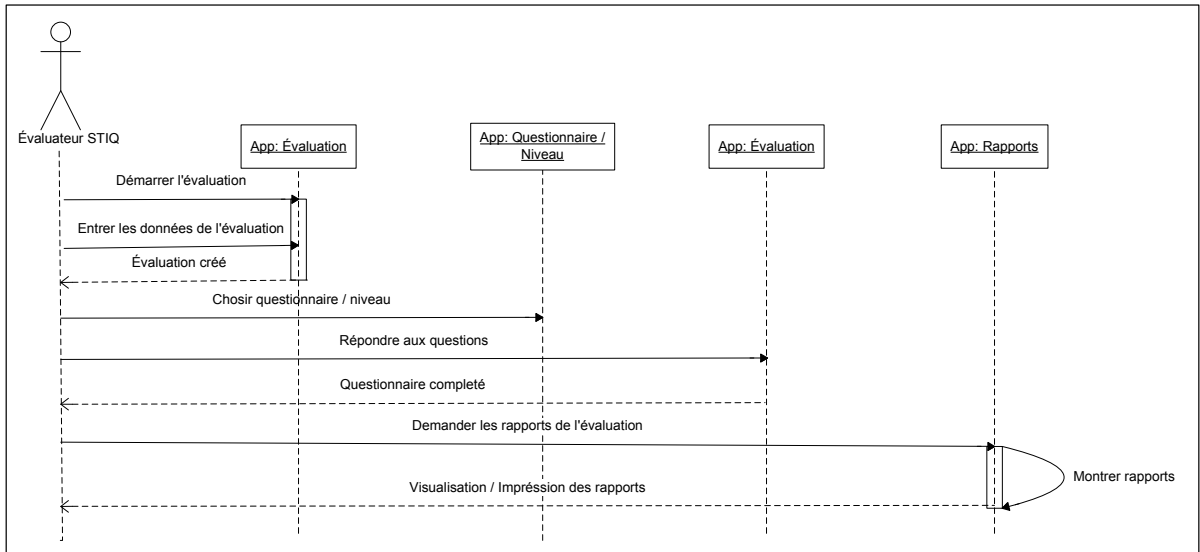 Évaluateur STIQ
App: Évaluation
App: Questionnaire /
Niveau
App: Évaluation
App: Rapports
Démarrer l'évaluation
Entrer les données de l'évaluation
Évaluation créé
Chosir questionnaire / niveau
Répondre aux questions
Questionnaire completé
Demander les rapports de l'évaluation
Montrer rapports
Visualisation / Impréssion des rapports